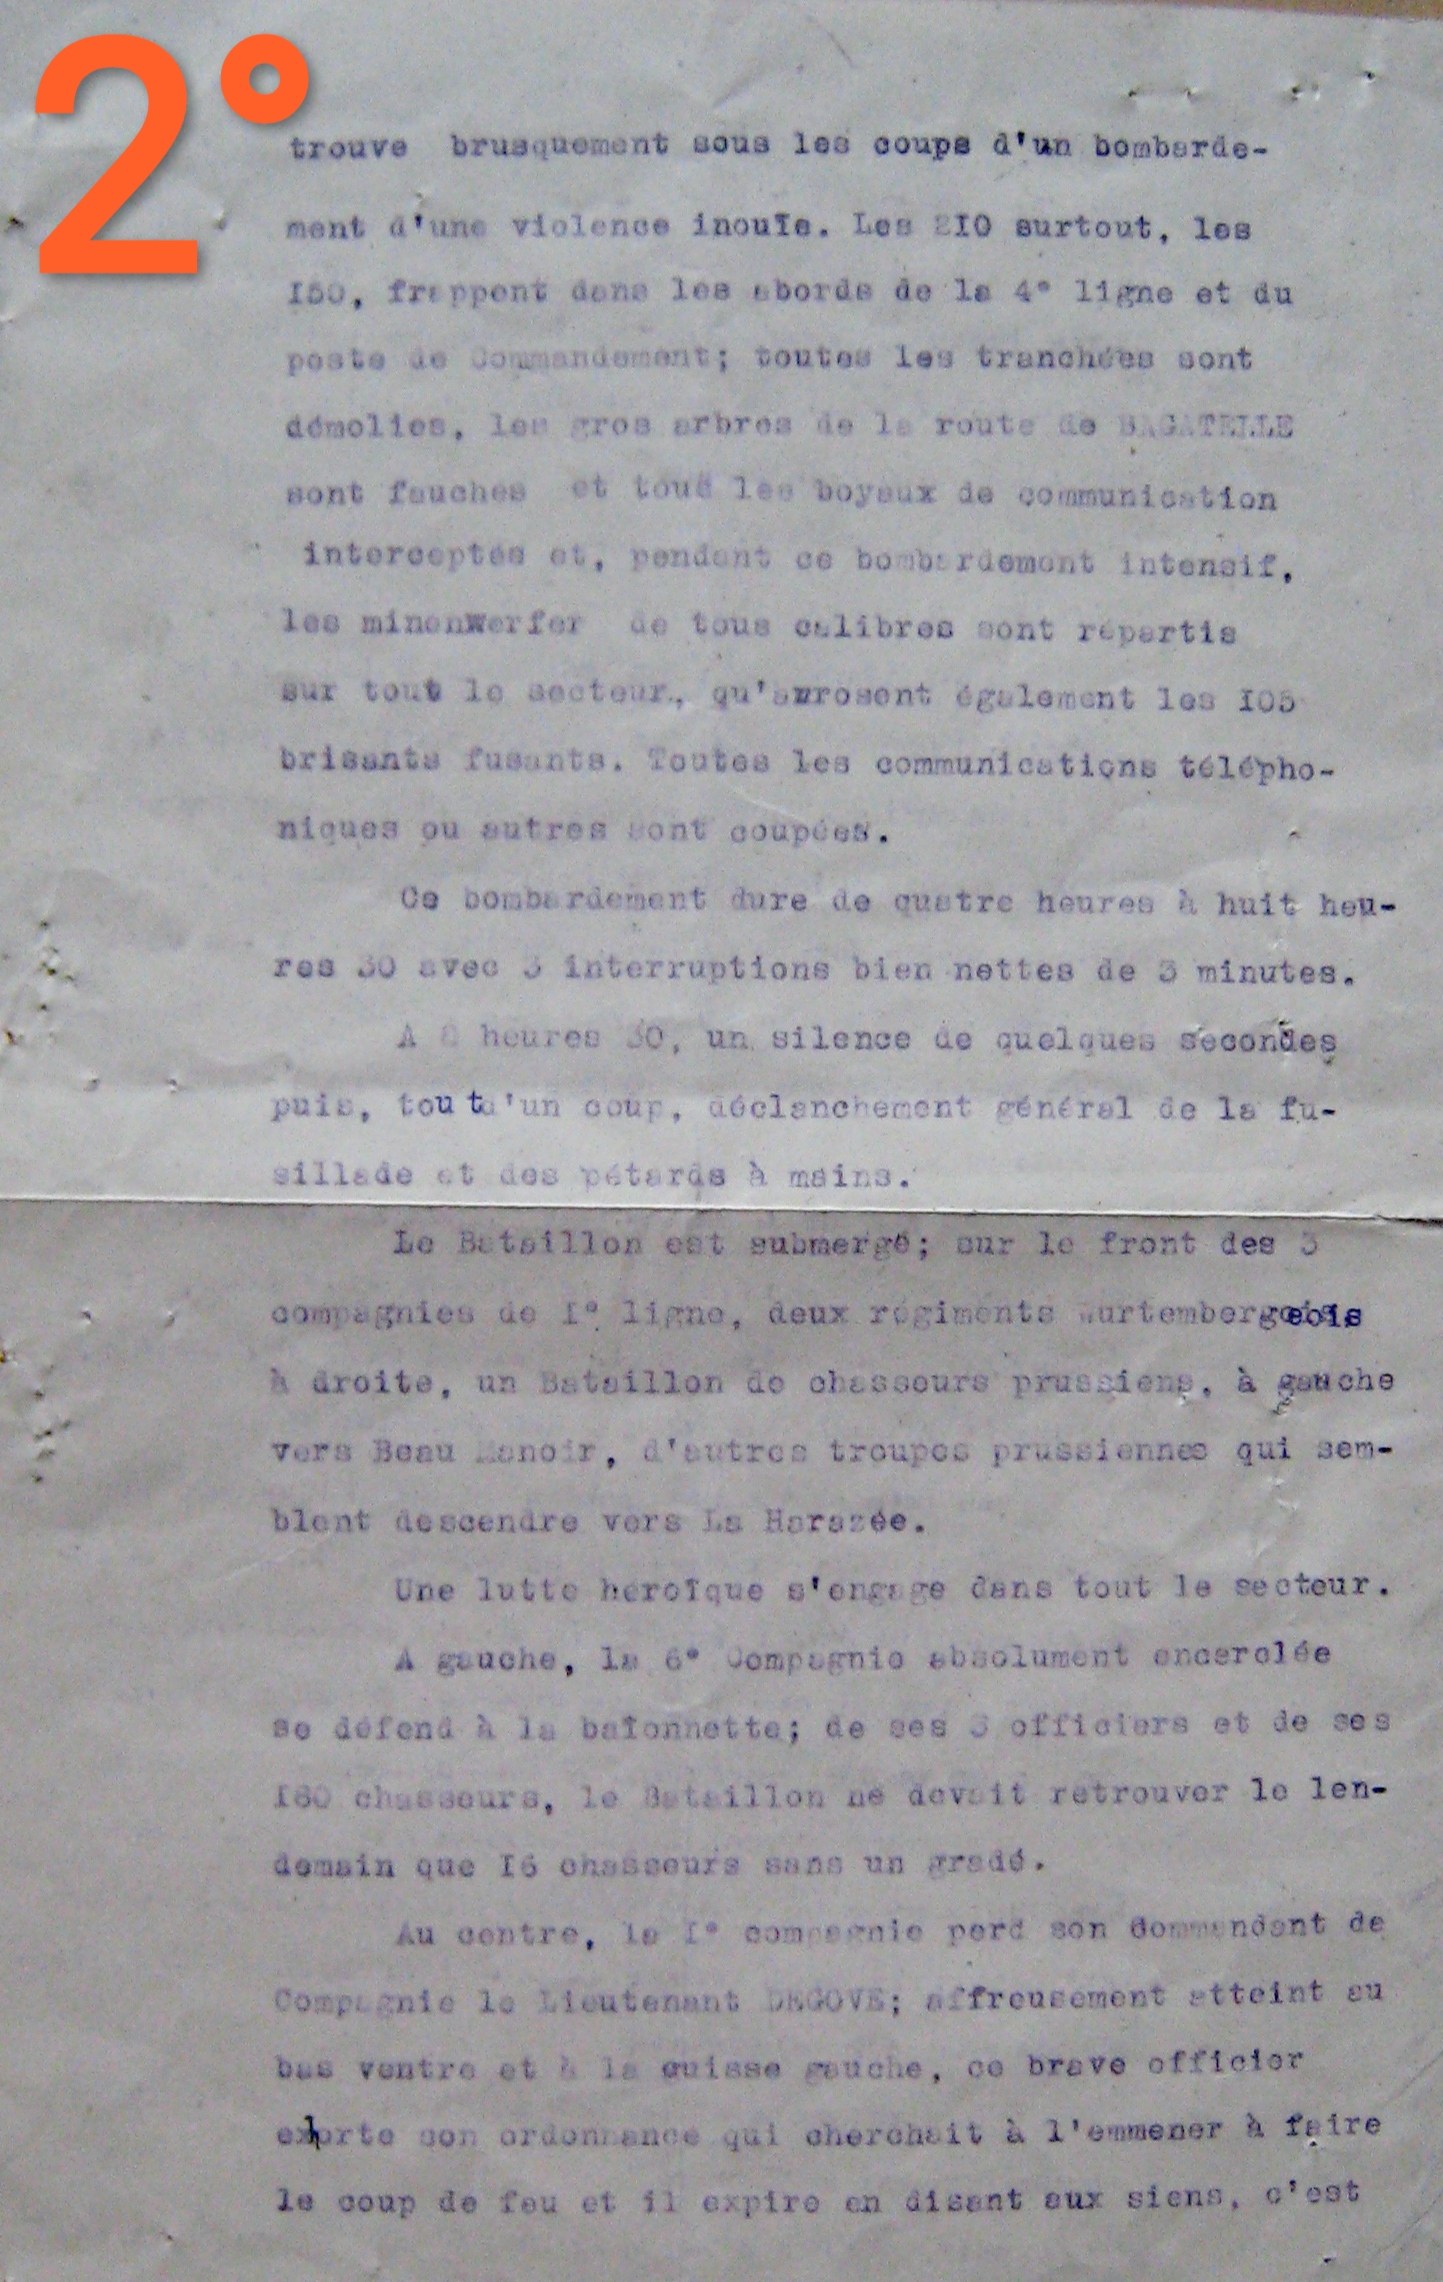 2°
trouve brusquement sous les coups d'un bombarde-
ment d'une violence inouïe. Les 2I0 surtout, les
I50, frappent dans les abords de la 4° ligne et du
poste de Commandement; toutes les tranchées sont
démolies, les gros arbres de la route de BAGATELLE
sont fauchés et tous les boyaux de communication
interceptés et, pendant ce bombardement intensif,
les minenwerfer de tous calibres sont répartis
sur tout le secteur, qu'arrosent également les I05
brisants fusants. Toutes les communications télépho-
niques ou autres sont coupées.
Ce bombardement dure de quatre heures à huit heu-
res 30 avec 3 interruptions bien nettes de 3 minutes.
A 8 heures 30, un silence de quelques secondes
puis, tout d'un coup, déclanchement général de la fu-
sillade et des pétards à mains.
Le Bataillon est submergé; sur le front des 3
compagnies de I° ligne, deux régiments wurtembergeois
à droite, un Bataillon de chasseurs prussiens, à gauche
vers Beau Manoir, d'autres troupes prussiennes qui sem-
blent descendre vers La Harazée.
Une lutte héroïque s'engage dans tout le secteur.
A gauche, la 6° Compagnie absolument encerclée
se défend à la baïonnette; de ses 3 officiers et de ses
I80 chasseurs, le Bataillon ne devait retrouver le len-
demain que I6 chasseurs sans un gradé.
Au centre, la I° compagnie perd son Commandant de
Compagnie le Lieutenant DEGOVE; affreusement atteint au
bas ventre et à la cuisse gauche, ce brave officier
exhorte son ordonnance qui cherchait à l'emmener à faire
le coup de feu et il expire en disant aux siens, c'est